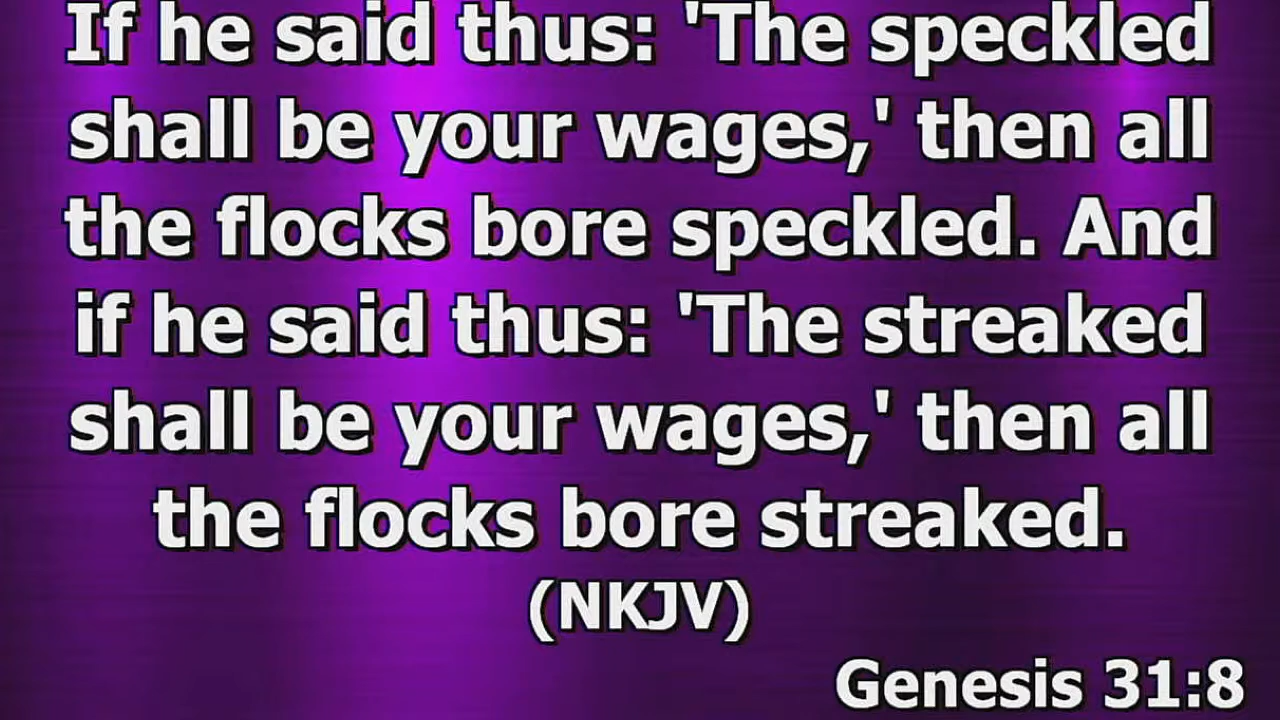 If he said thus: 'The speckled
shall be your wages,' then all
the flocks bore speckled. And
if he said thus: 'The streaked
shall be your wages,' then all
the flocks bore streaked.
(NKJV)
Genesis 31:8